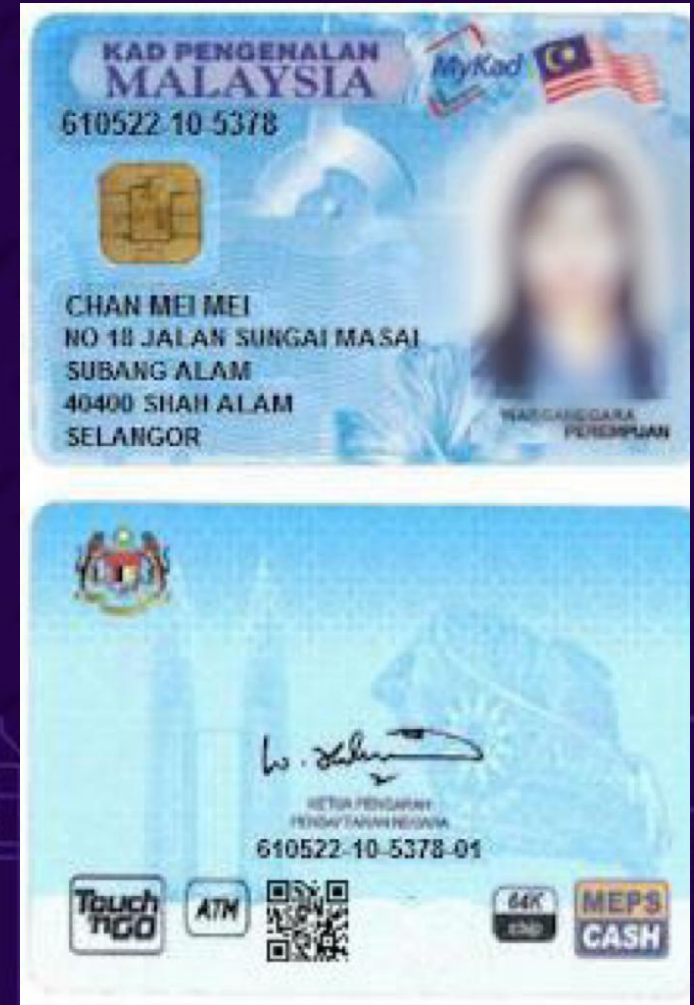 KAD PENGENALAN
MALAYSIA
MyKad
610522-10-5378
CHAN MEI MEI
NO 18 JALAN SUNGAI MASAI
SUBANG ALAM
40400 SHAH ALAM
SELANGOR
WARGANEGARA
PEREMPUAN
KETUA PENGARAH
PENDAFTARAN NEGARA
610522-10-5378-01
Touch
'nGO
ATM
64K
chip
MEPS
CASH